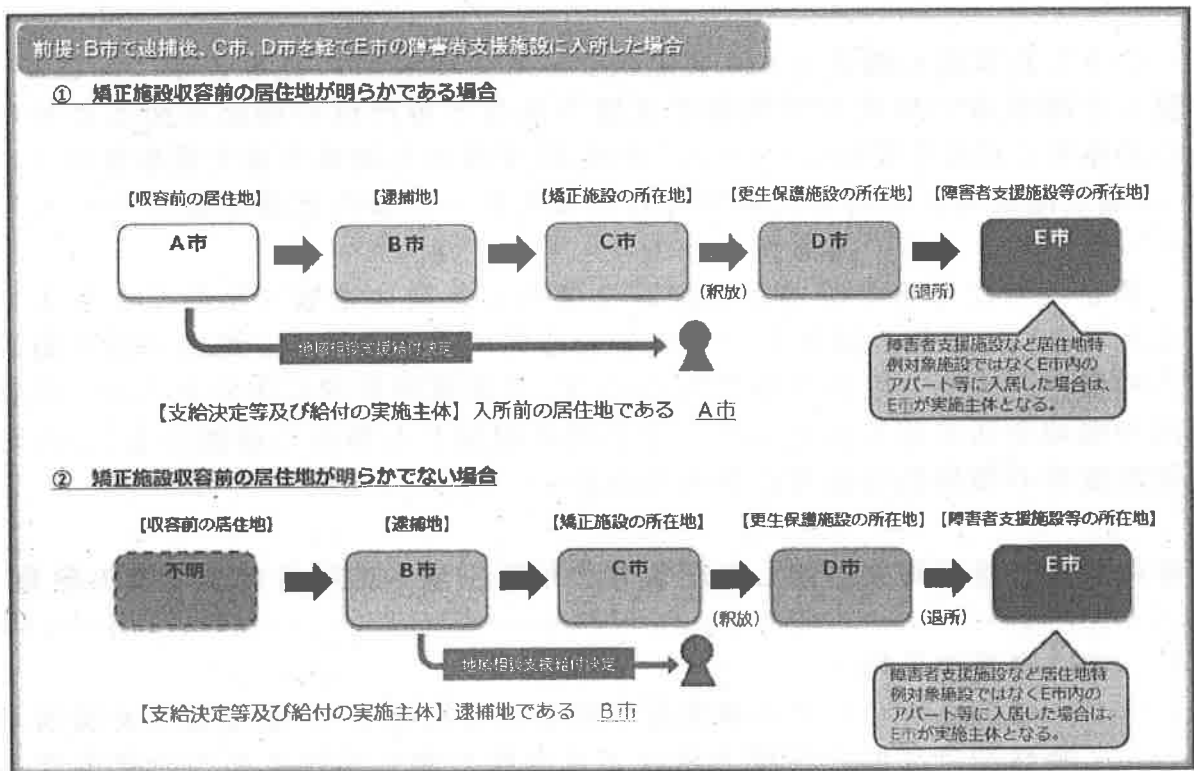 前提:B市で逮捕後、C市、D市を経てE市の障害者支援施設に入所した場合
① 矯正施設収容前の居住地が明らかである場合
【収容前の居住地】 【逮捕地】 【矯正施設の所在地】 【更生保護施設の所在地】 【障害者支援施設等の所在地】
A市 B市 C市 D市 E市
(釈放) (退所)
地域相談支援給付決定
障害者支援施設など居住地特
例対象施設ではなくE市内の
アパート等に入居した場合は、
E市が実施主体となる。
【支給決定等及び給付の実施主体】入所前の居住地である A市
② 矯正施設収容前の居住地が明らかでない場合
【収容前の居住地】 【逮捕地】 【矯正施設の所在地】 【更生保護施設の所在地】 【障害者支援施設等の所在地】
不明 B市 C市 D市 E市
(釈放) (退所)
地域相談支援給付決定
障害者支援施設など居住地特
例対象施設ではなくE市内の
アパート等に入居した場合は、
E市が実施主体となる。
【支給決定等及び給付の実施主体】逮捕地である B市